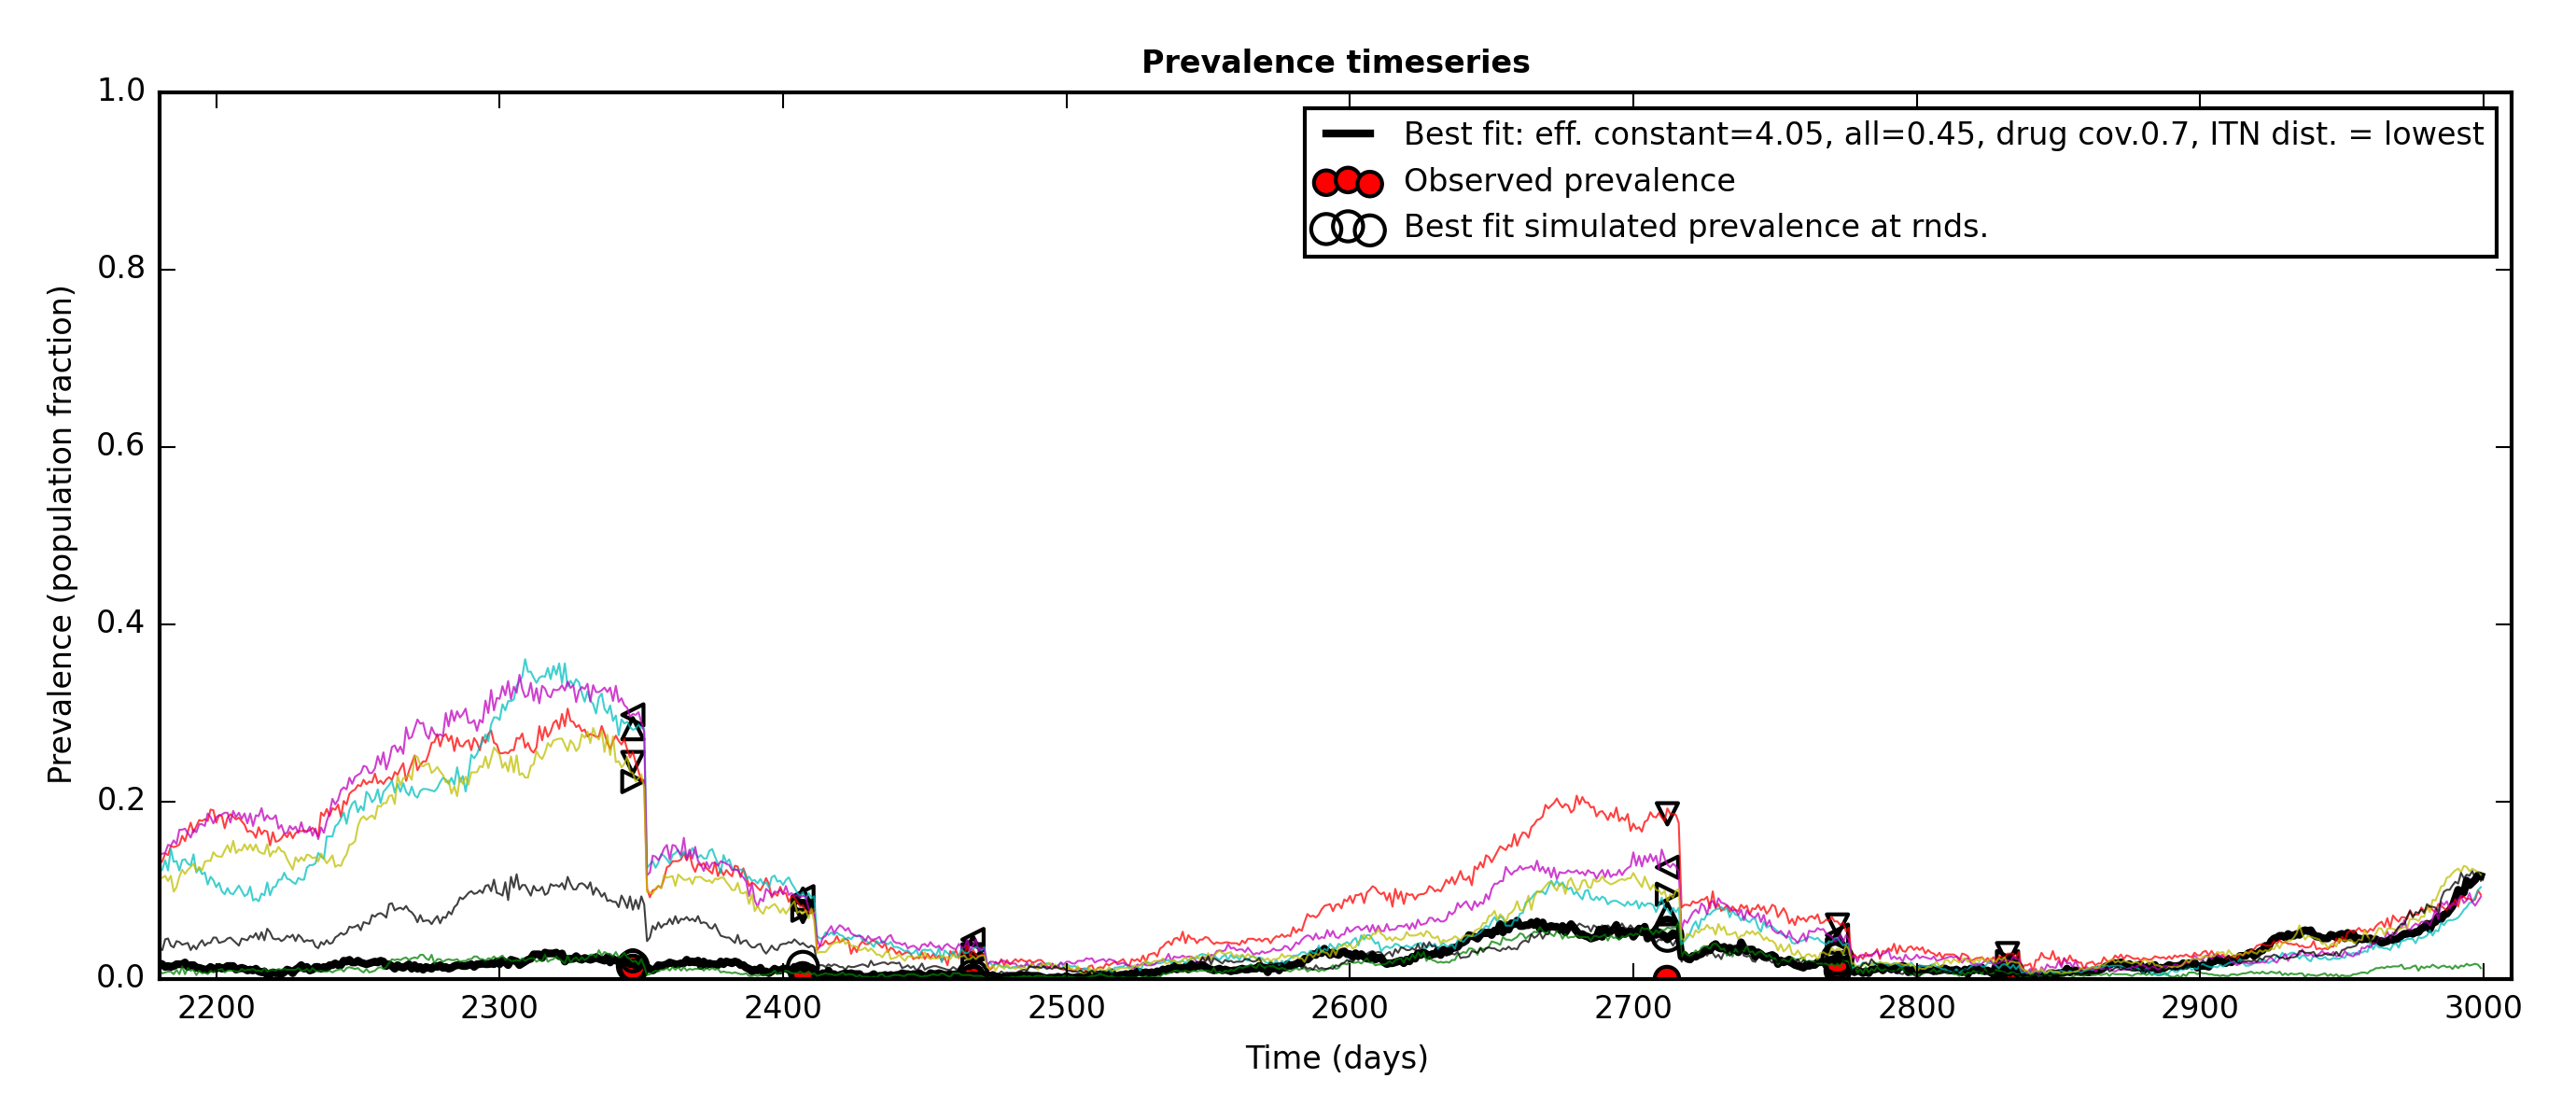 Prevalence timeseries
1.0
0.8
0.6
0.4
0.2
0.0
Prevalence (population fraction)
Best fit: eff. constant=4.05, all=0.45, drug cov.0.7, ITN dist. = lowest
Observed prevalence
Best fit simulated prevalence at rnds.
2200 2300 2400 2500 2600 2700 2800 2900 3000
Time (days)